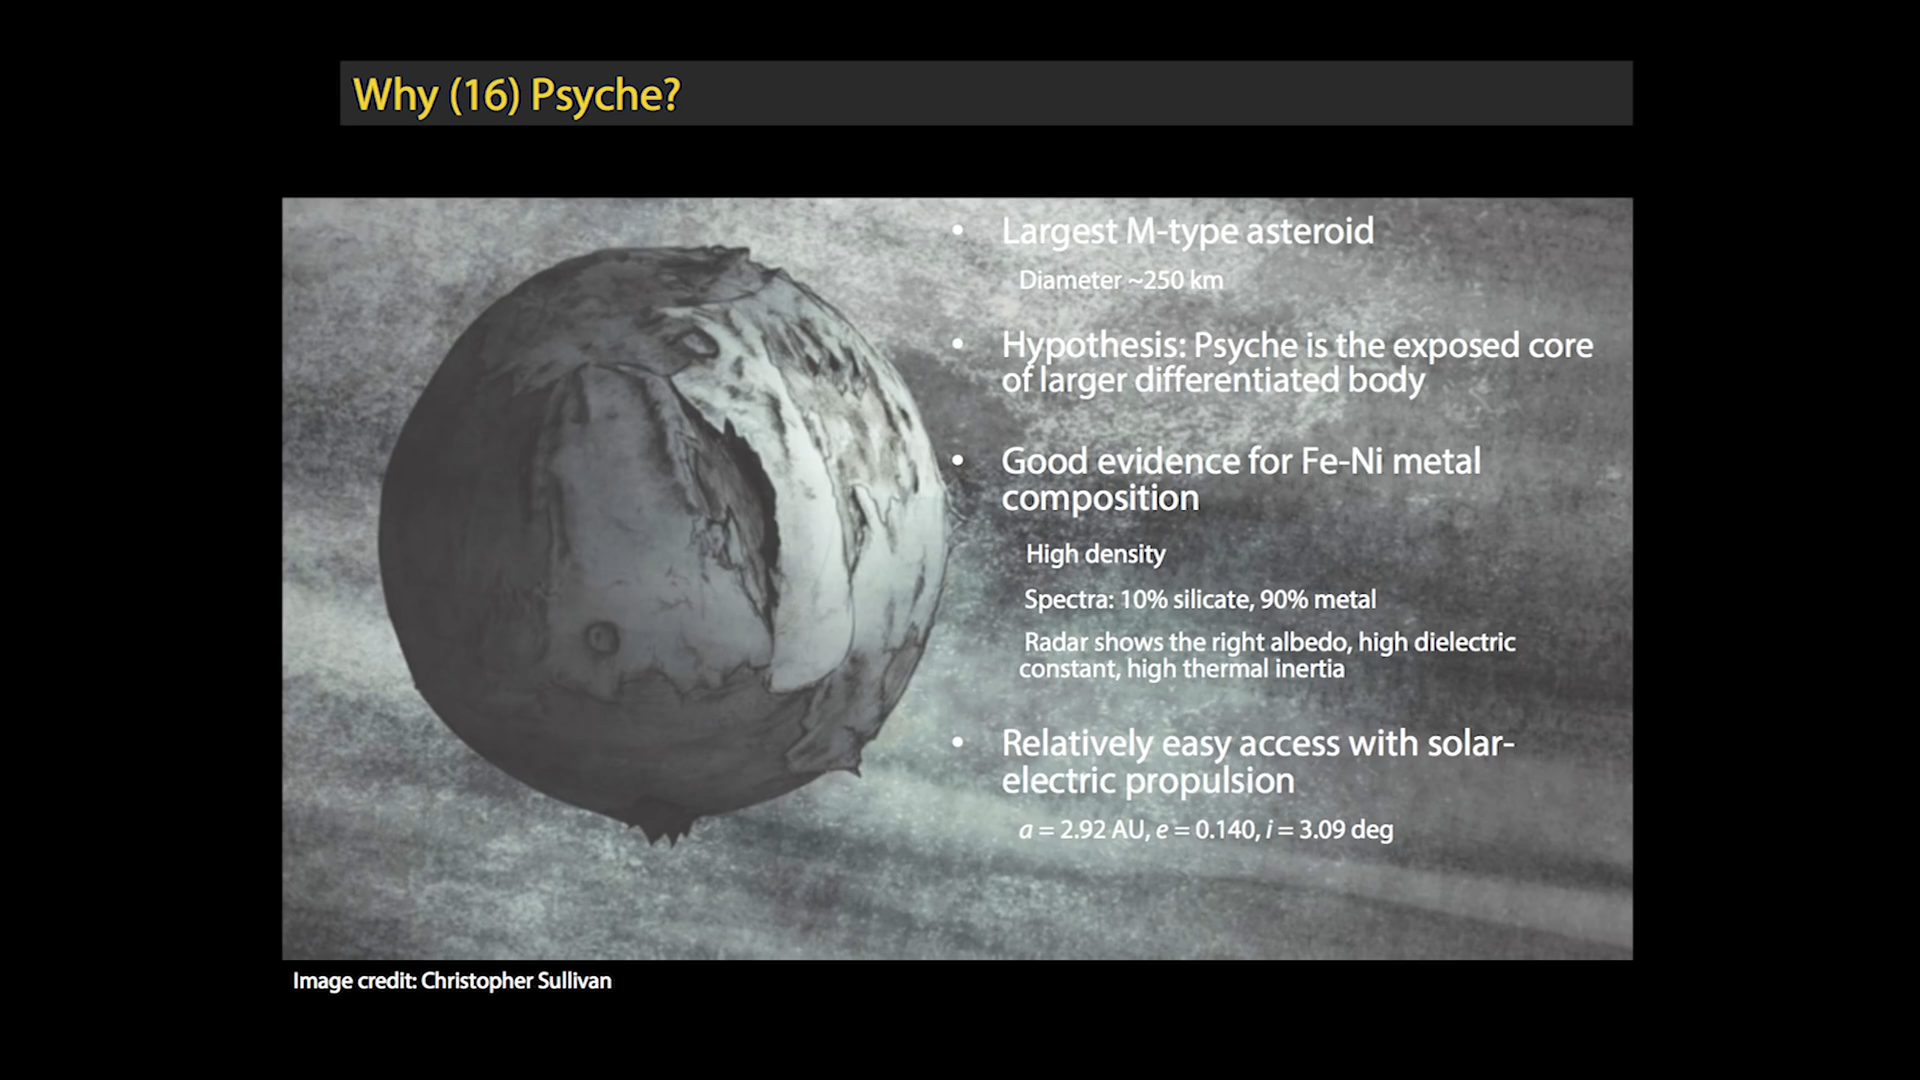 Why (16) Psyche?
• Largest M-type asteroid
Diameter ~250 km
• Hypothesis: Psyche is the exposed core
of larger differentiated body
• Good evidence for Fe-Ni metal
composition
High density
Spectra: 10% silicate, 90% metal
Radar shows the right albedo, high dielectric
constant, high thermal inertia
• Relatively easy access with solar-
electric propulsion
a = 2.92 AU, e = 0.140, i = 3.09 deg
Image credit: Christopher Sullivan